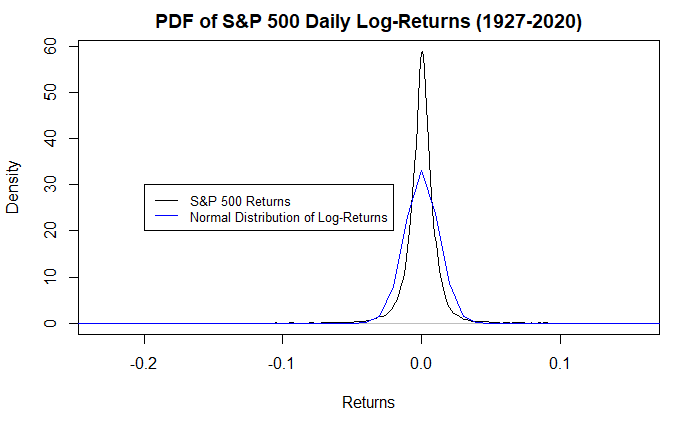 PDF of S&P 500 Daily Log-Returns (1927-2020)
60
50
40
30
20
10
0
Density
S&P 500 Returns
Normal Distribution of Log-Returns
-0.2 -0.1 0.0 0.1
Returns